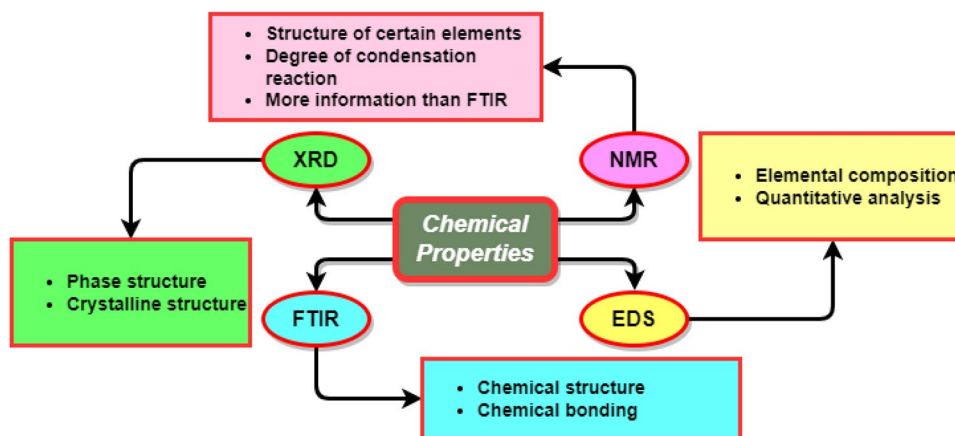 • Structure of certain elements
• Degree of condensation
reaction
• More information than FTIR
XRD
NMR
• Elemental composition
• Quantitative analysis
Chemical
Properties
• Phase structure
• Crystalline structure
FTIR
EDS
• Chemical structure
• Chemical bonding